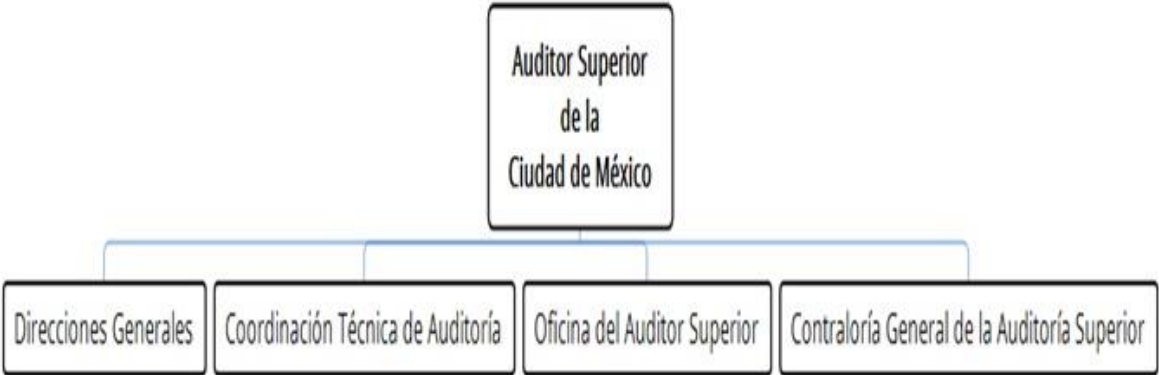 Auditor Superior
de la
Ciudad de México
Direcciones Generales
Coordinación Técnica de Auditoría
Oficina del Auditor Superior
Contraloría General de la Auditoría Superior